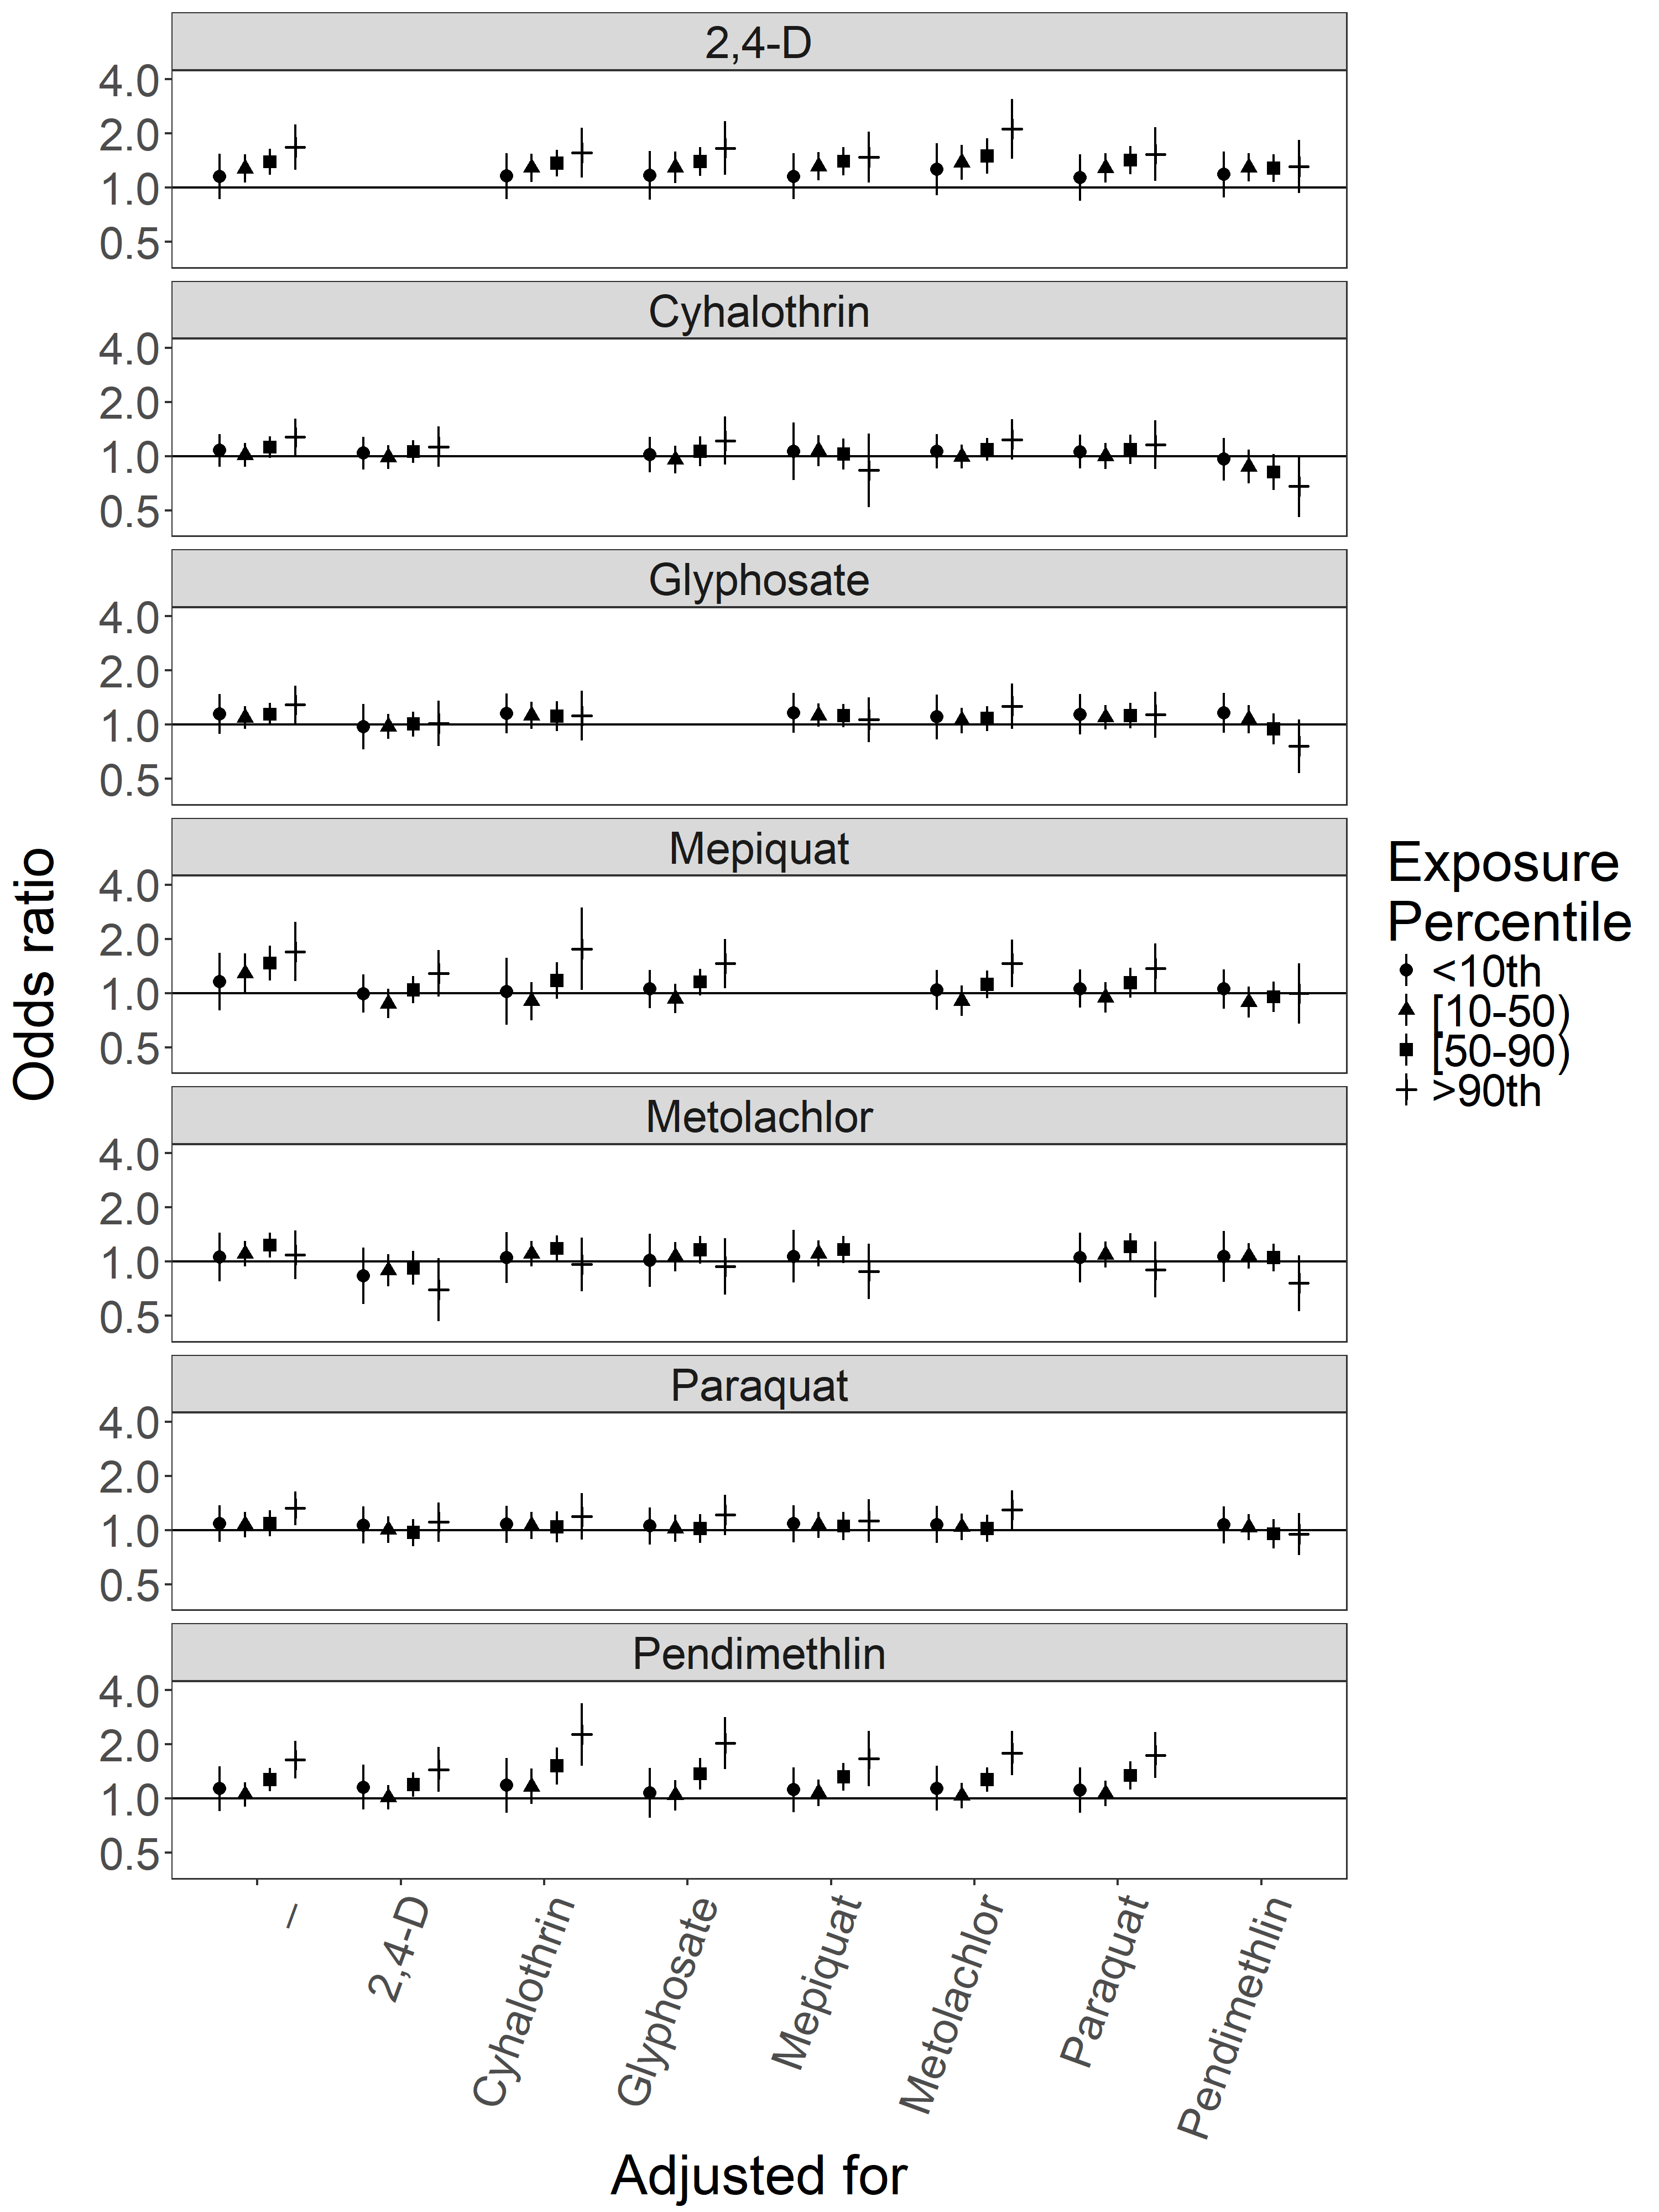 2,4-D
4.0
2.0
1.0
0.5
Cyhalothrin
4.0
2.0
1.0
0.5
Glyphosate
4.0
2.0
1.0
0.5
Mepiquat
4.0
2.0
1.0
0.5
Metolachlor
4.0
2.0
1.0
0.5
Paraquat
4.0
2.0
1.0
0.5
Pendimethlin
4.0
2.0
1.0
0.5
Odds ratio
–
2,4-D
Cyhalothrin
Glyphosate
Mepiquat
Metolachlor
Paraquat
Pendimethlin
Adjusted for
Exposure
Percentile
<10th
[10-50)
[50-90)
>90th